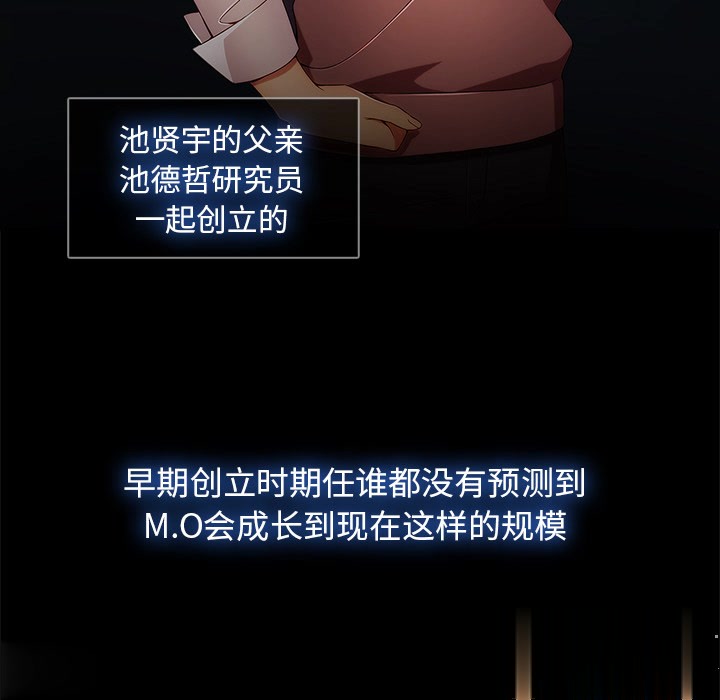 池贤宇的父亲
池德哲研究员
一起创立的
早期创立时期任谁都没有预测到
M.O会成长到现在这样的规模